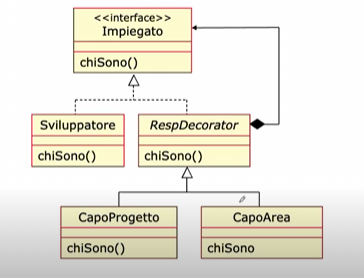 <<interface>>
Impiegato
chiSono()
Sviluppatore
chiSono()
RespDecorator
chiSono()
CapoProgetto
chiSono()
CapoArea
chiSono